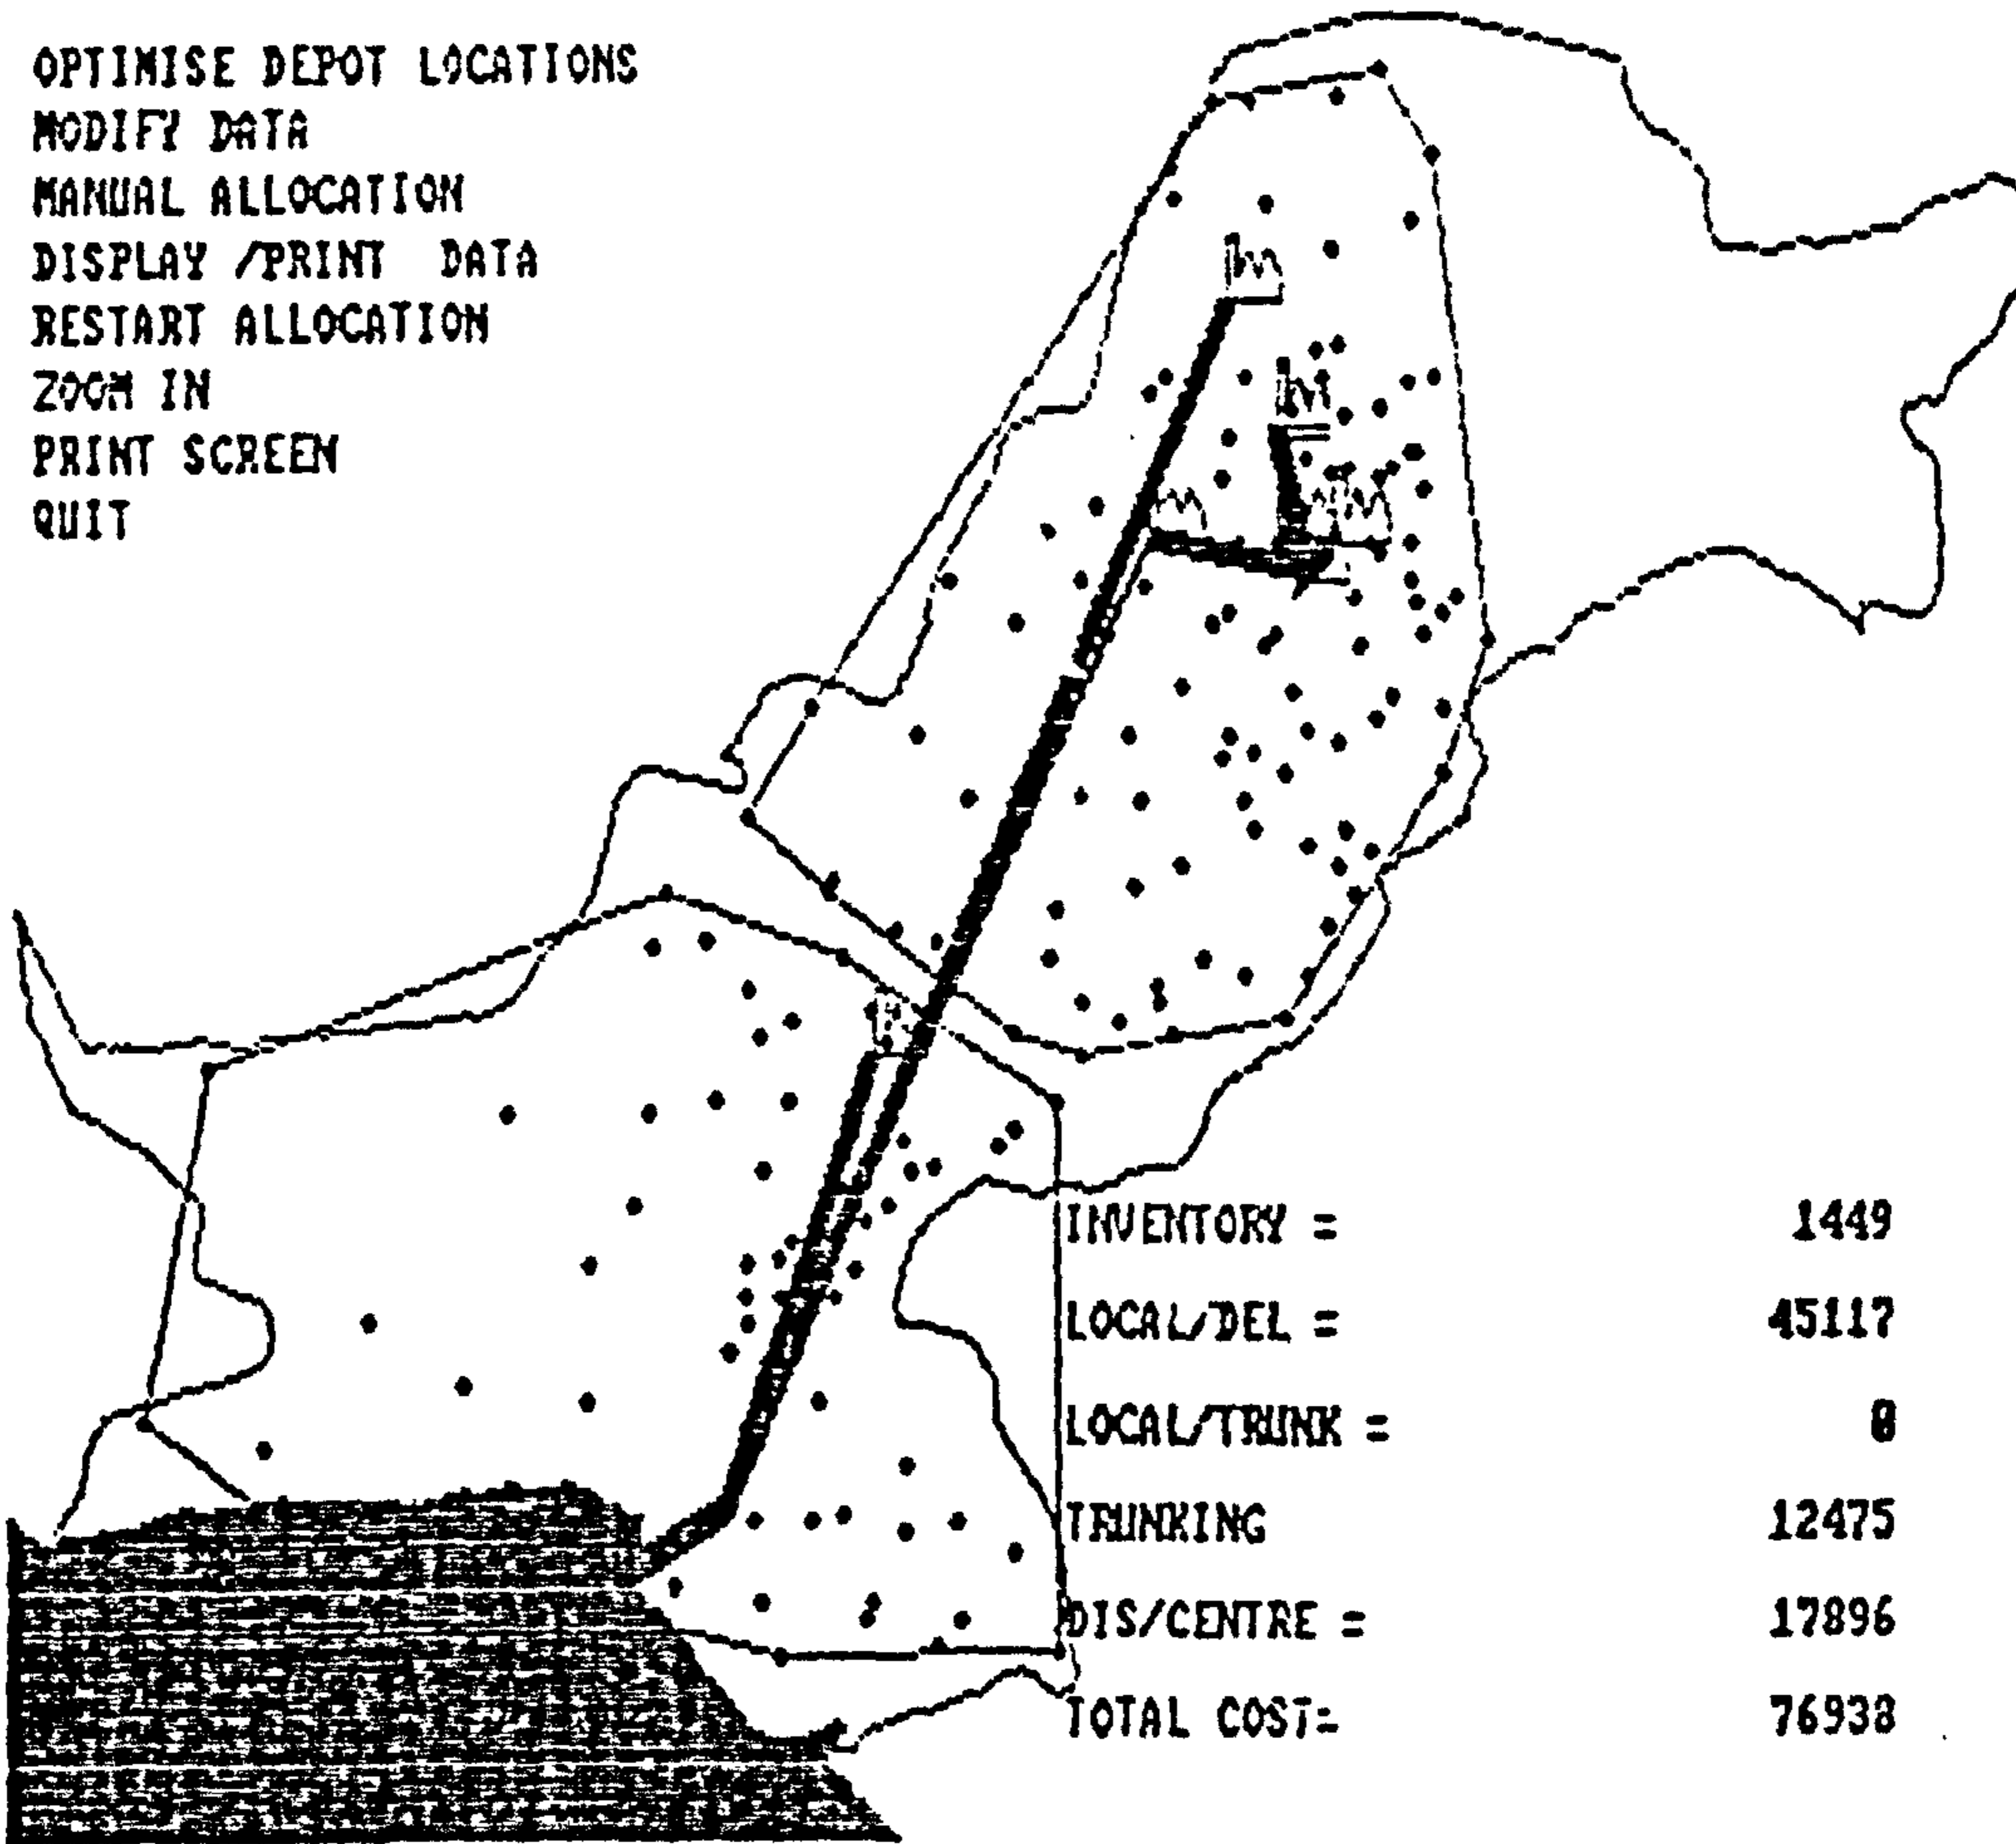 OPTIMISE DEPOT LOCATIONS
MODIFY DATA
MANUAL ALLOCATION
DISPLAY /PRINT DATA
RESTART ALLOCATION
ZOOM IN
PRINT SCREEN
QUIT
INVENTORY = 1449
LOCAL/DEL = 45117
LOCAL/TRUNK = 0
TRUNKING 12475
DIS/CENTRE = 17896
TOTAL COST= 76938